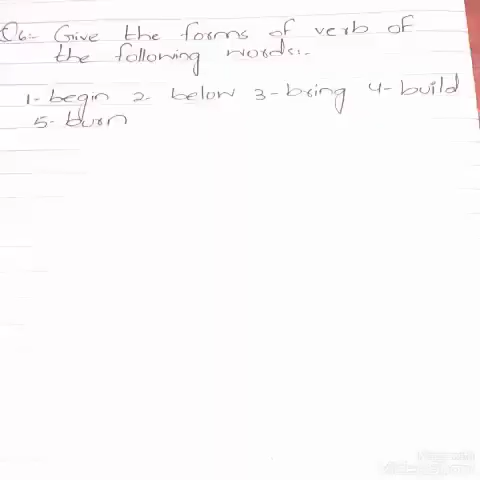 Q6:- Give the forms of verb of
the following words:-
1- begin 2- below 3- bring 4- build
5- burn